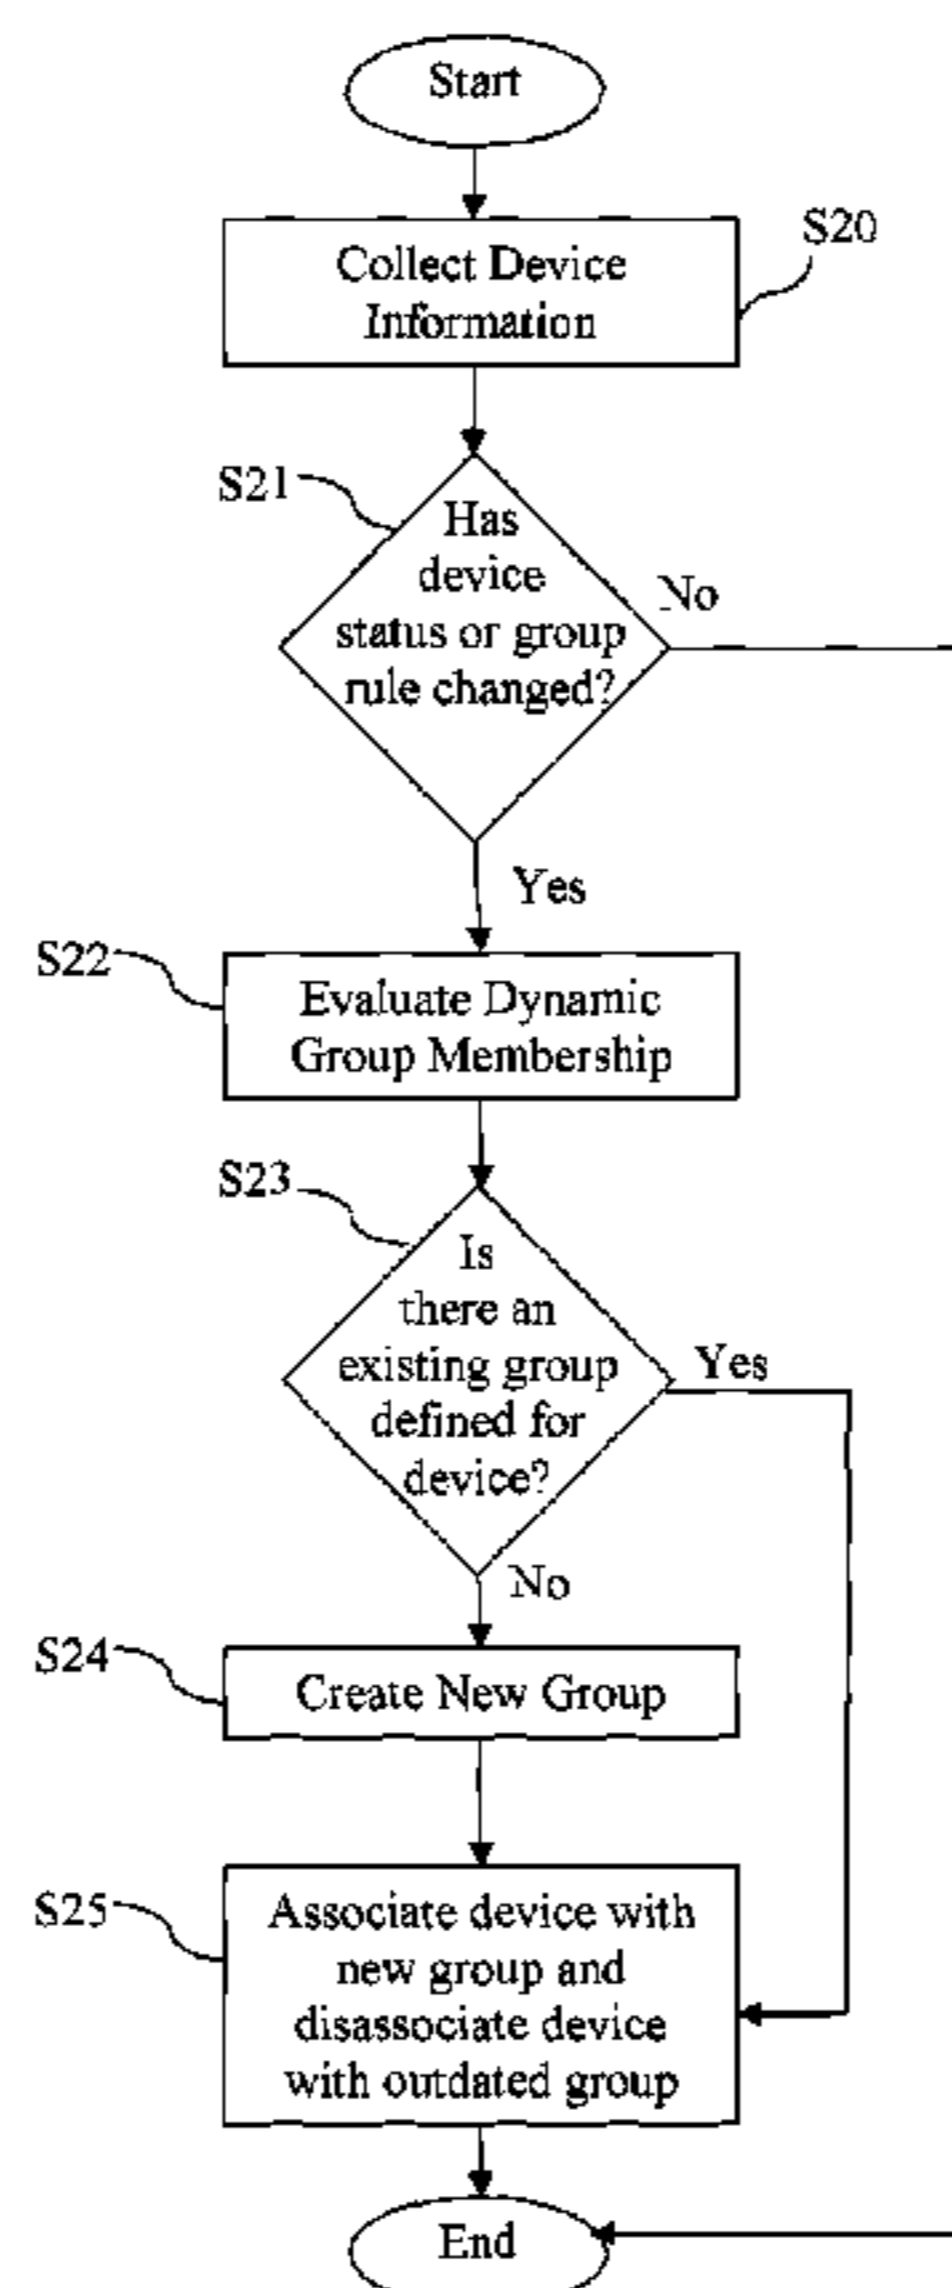 Start
Collect Device
Information
S20
S21
Has
device
status or group
rule changed?
No
Yes
S22
Evaluate Dynamic
Group Membership
S23
Is
there an
existing group
defined for
device?
Yes
No
S24
Create New Group
S25
Associate device with
new group and
disassociate device
with outdated group
End